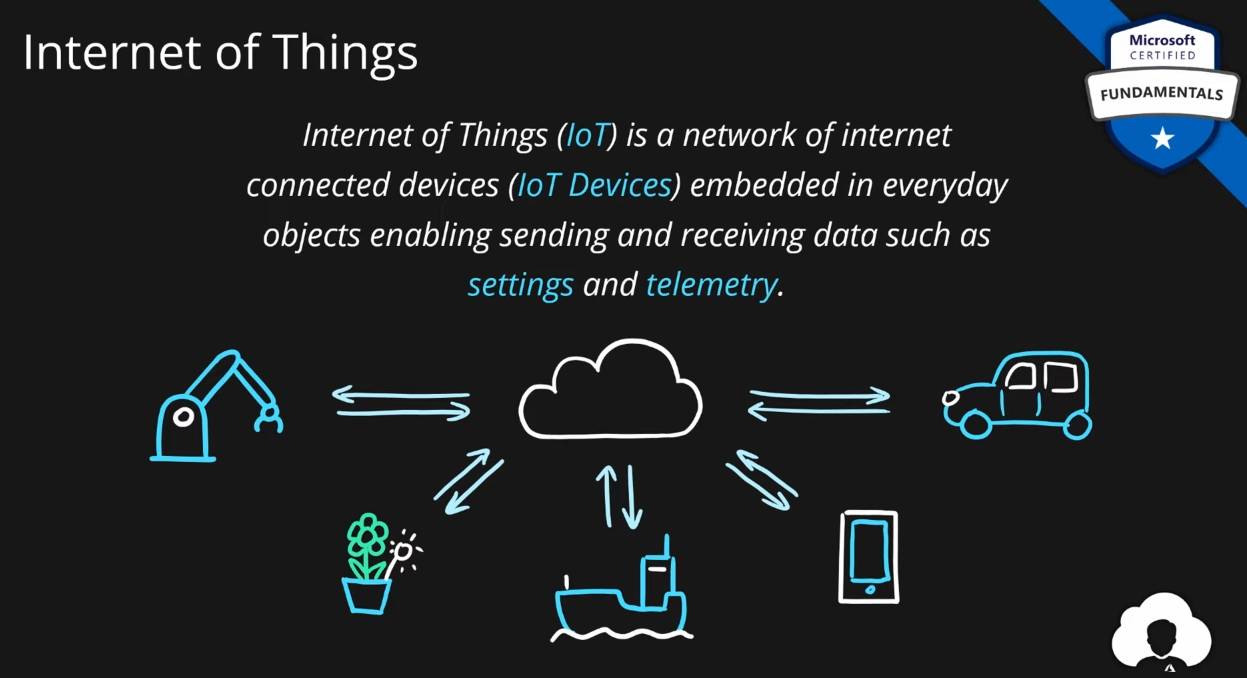 Internet of Things
Microsoft
CERTIFIED
FUNDAMENTALS
Internet of Things (IoT) is a network of internet
connected devices (IoT Devices) embedded in everyday
objects enabling sending and receiving data such as
settings and telemetry.